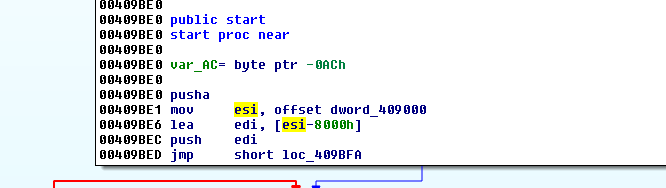 00409BE0
00409BE0 public start
00409BE0 start proc near
00409BE0
00409BE0 var_AC= byte ptr -0ACh
00409BE0
00409BE0 pusha
00409BE1 mov esi, offset dword_409000
00409BE6 lea edi, [esi-8000h]
00409BEC push edi
00409BED jmp short loc_409BFA